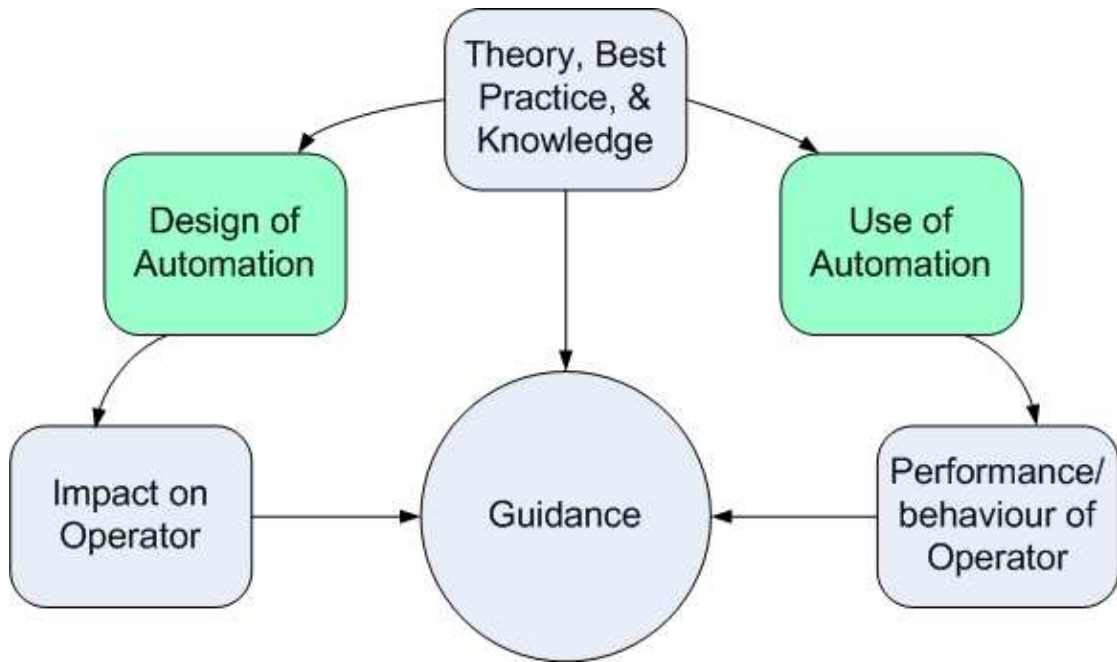 Theory, Best
Practice, &
Knowledge
Design of
Automation
Use of
Automation
Impact on
Operator
Guidance
Performance/
behaviour of
Operator